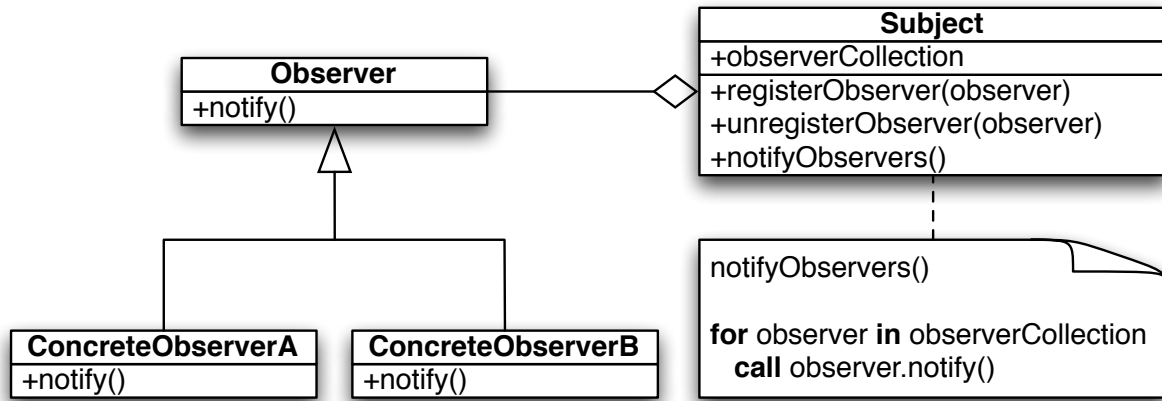 Observer
+notify()
Subject
+observerCollection
+registerObserver(observer)
+unregisterObserver(observer)
+notifyObservers()
ConcreteObserverA
+notify()
ConcreteObserverB
+notify()
notifyObservers()
for observer in observerCollection
call observer.notify()